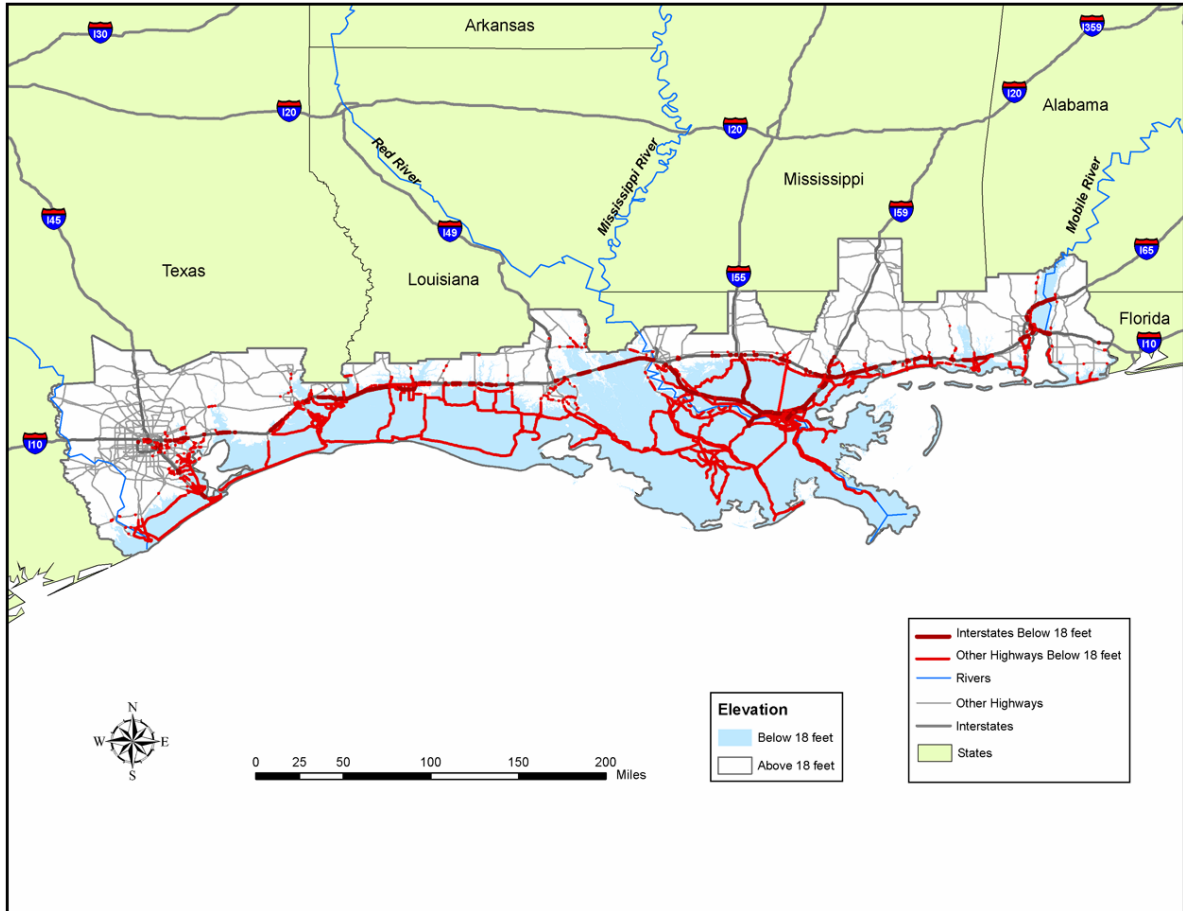 Arkansas
I30
I359
I20
I20
I20
Alabama
Red River
Mississippi River
Mississippi
Mobile River
I45
I49
I59
I65
Texas
Louisiana
I55
Florida
I10
I10
Interstates Below 18 feet
Other Highways Below 18 feet
Rivers
Other Highways
Interstates
States
Elevation
Below 18 feet
Above 18 feet
N
W E
S
0 25 50 100 150 200
Miles